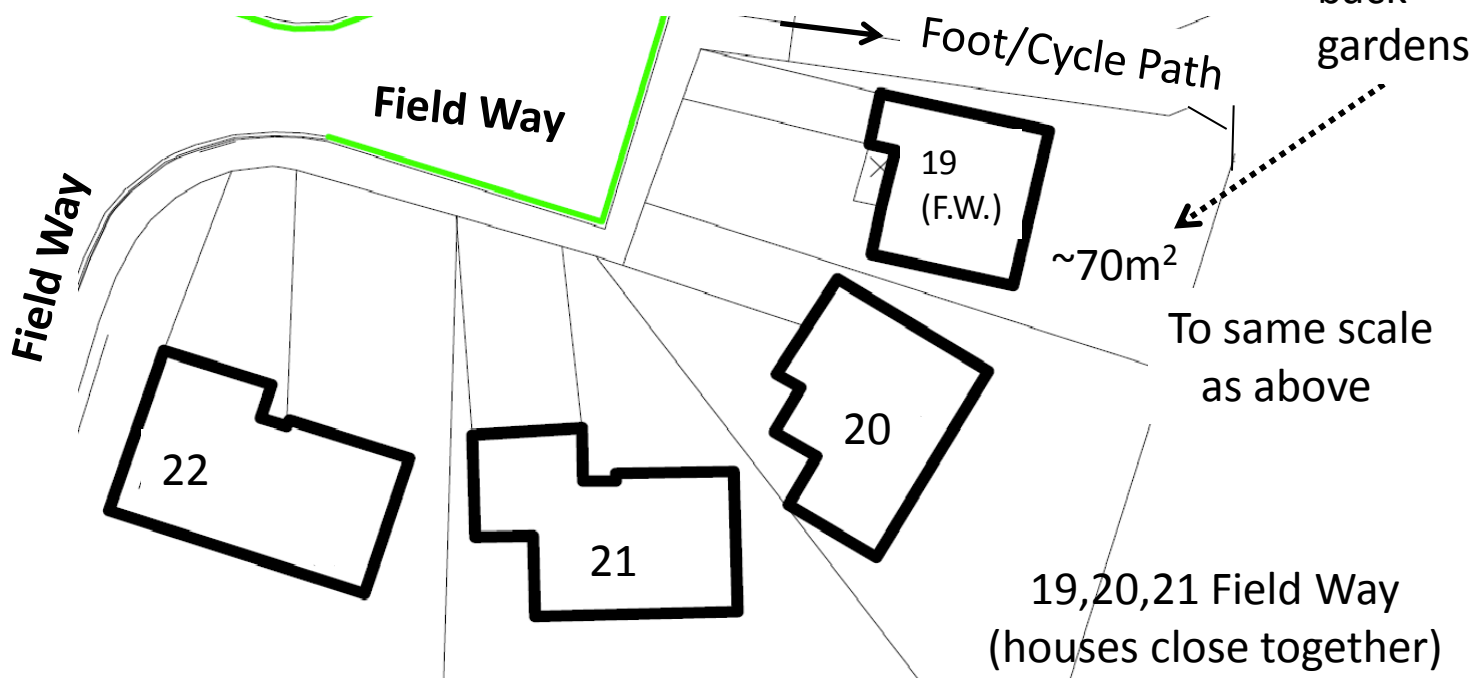 gardens
Foot/Cycle Path
Field Way
Field Way
19
(F.W.)
~70m²
To same scale
as above
20
22
21
19,20,21 Field Way
(houses close together)